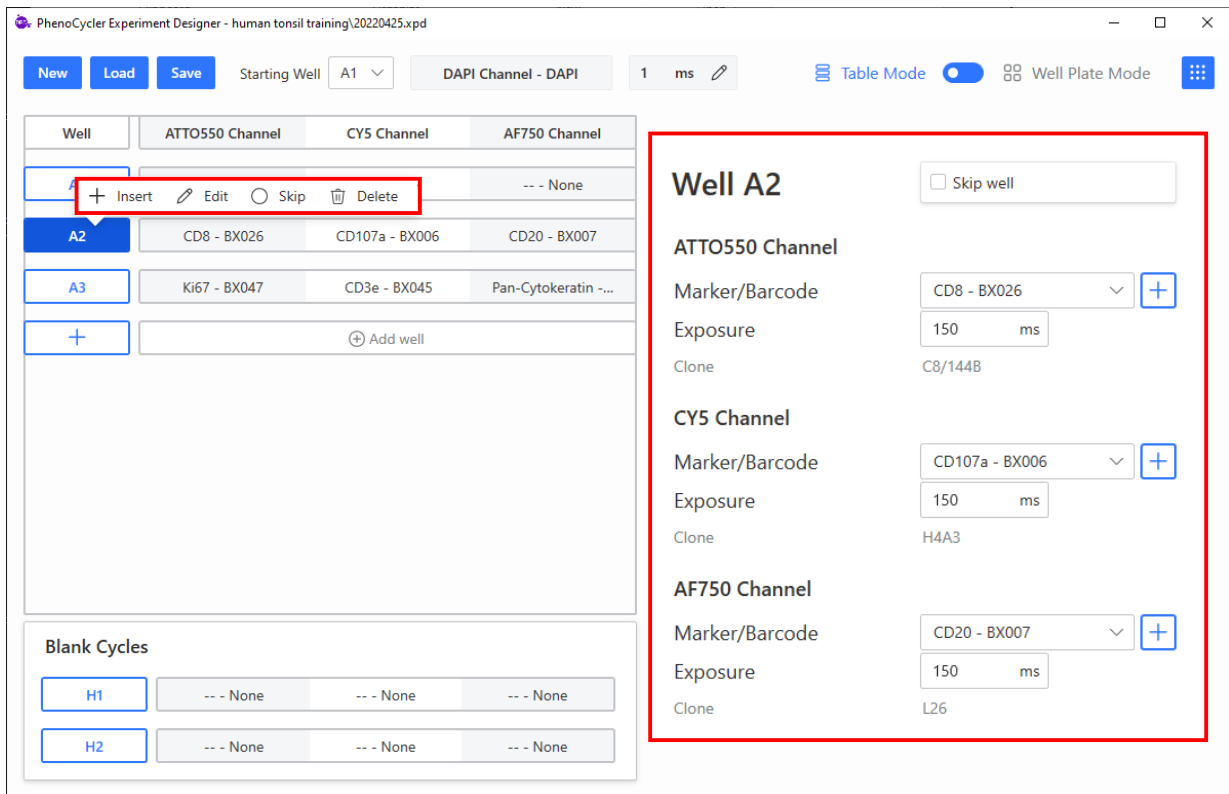 PhenoCycler Experiment Designer - human tonsil training\20220425.xpd
New Load Save Starting Well A1 DAPI Channel - DAPI 1 ms Table Mode Well Plate Mode
Well ATTO550 Channel CY5 Channel AF750 Channel
-- - None
Insert Edit Skip Delete
A2 CD8 - BX026 CD107a - BX006 CD20 - BX007
A3 Ki67 - BX047 CD3e - BX045 Pan-Cytokeratin -...
Add well
Blank Cycles
H1 -- - None -- - None -- - None
H2 -- - None -- - None -- - None
Well A2 Skip well
ATTO550 Channel
Marker/Barcode CD8 - BX026
Exposure 150 ms
Clone C8/144B
CY5 Channel
Marker/Barcode CD107a - BX006
Exposure 150 ms
Clone H4A3
AF750 Channel
Marker/Barcode CD20 - BX007
Exposure 150 ms
Clone L26